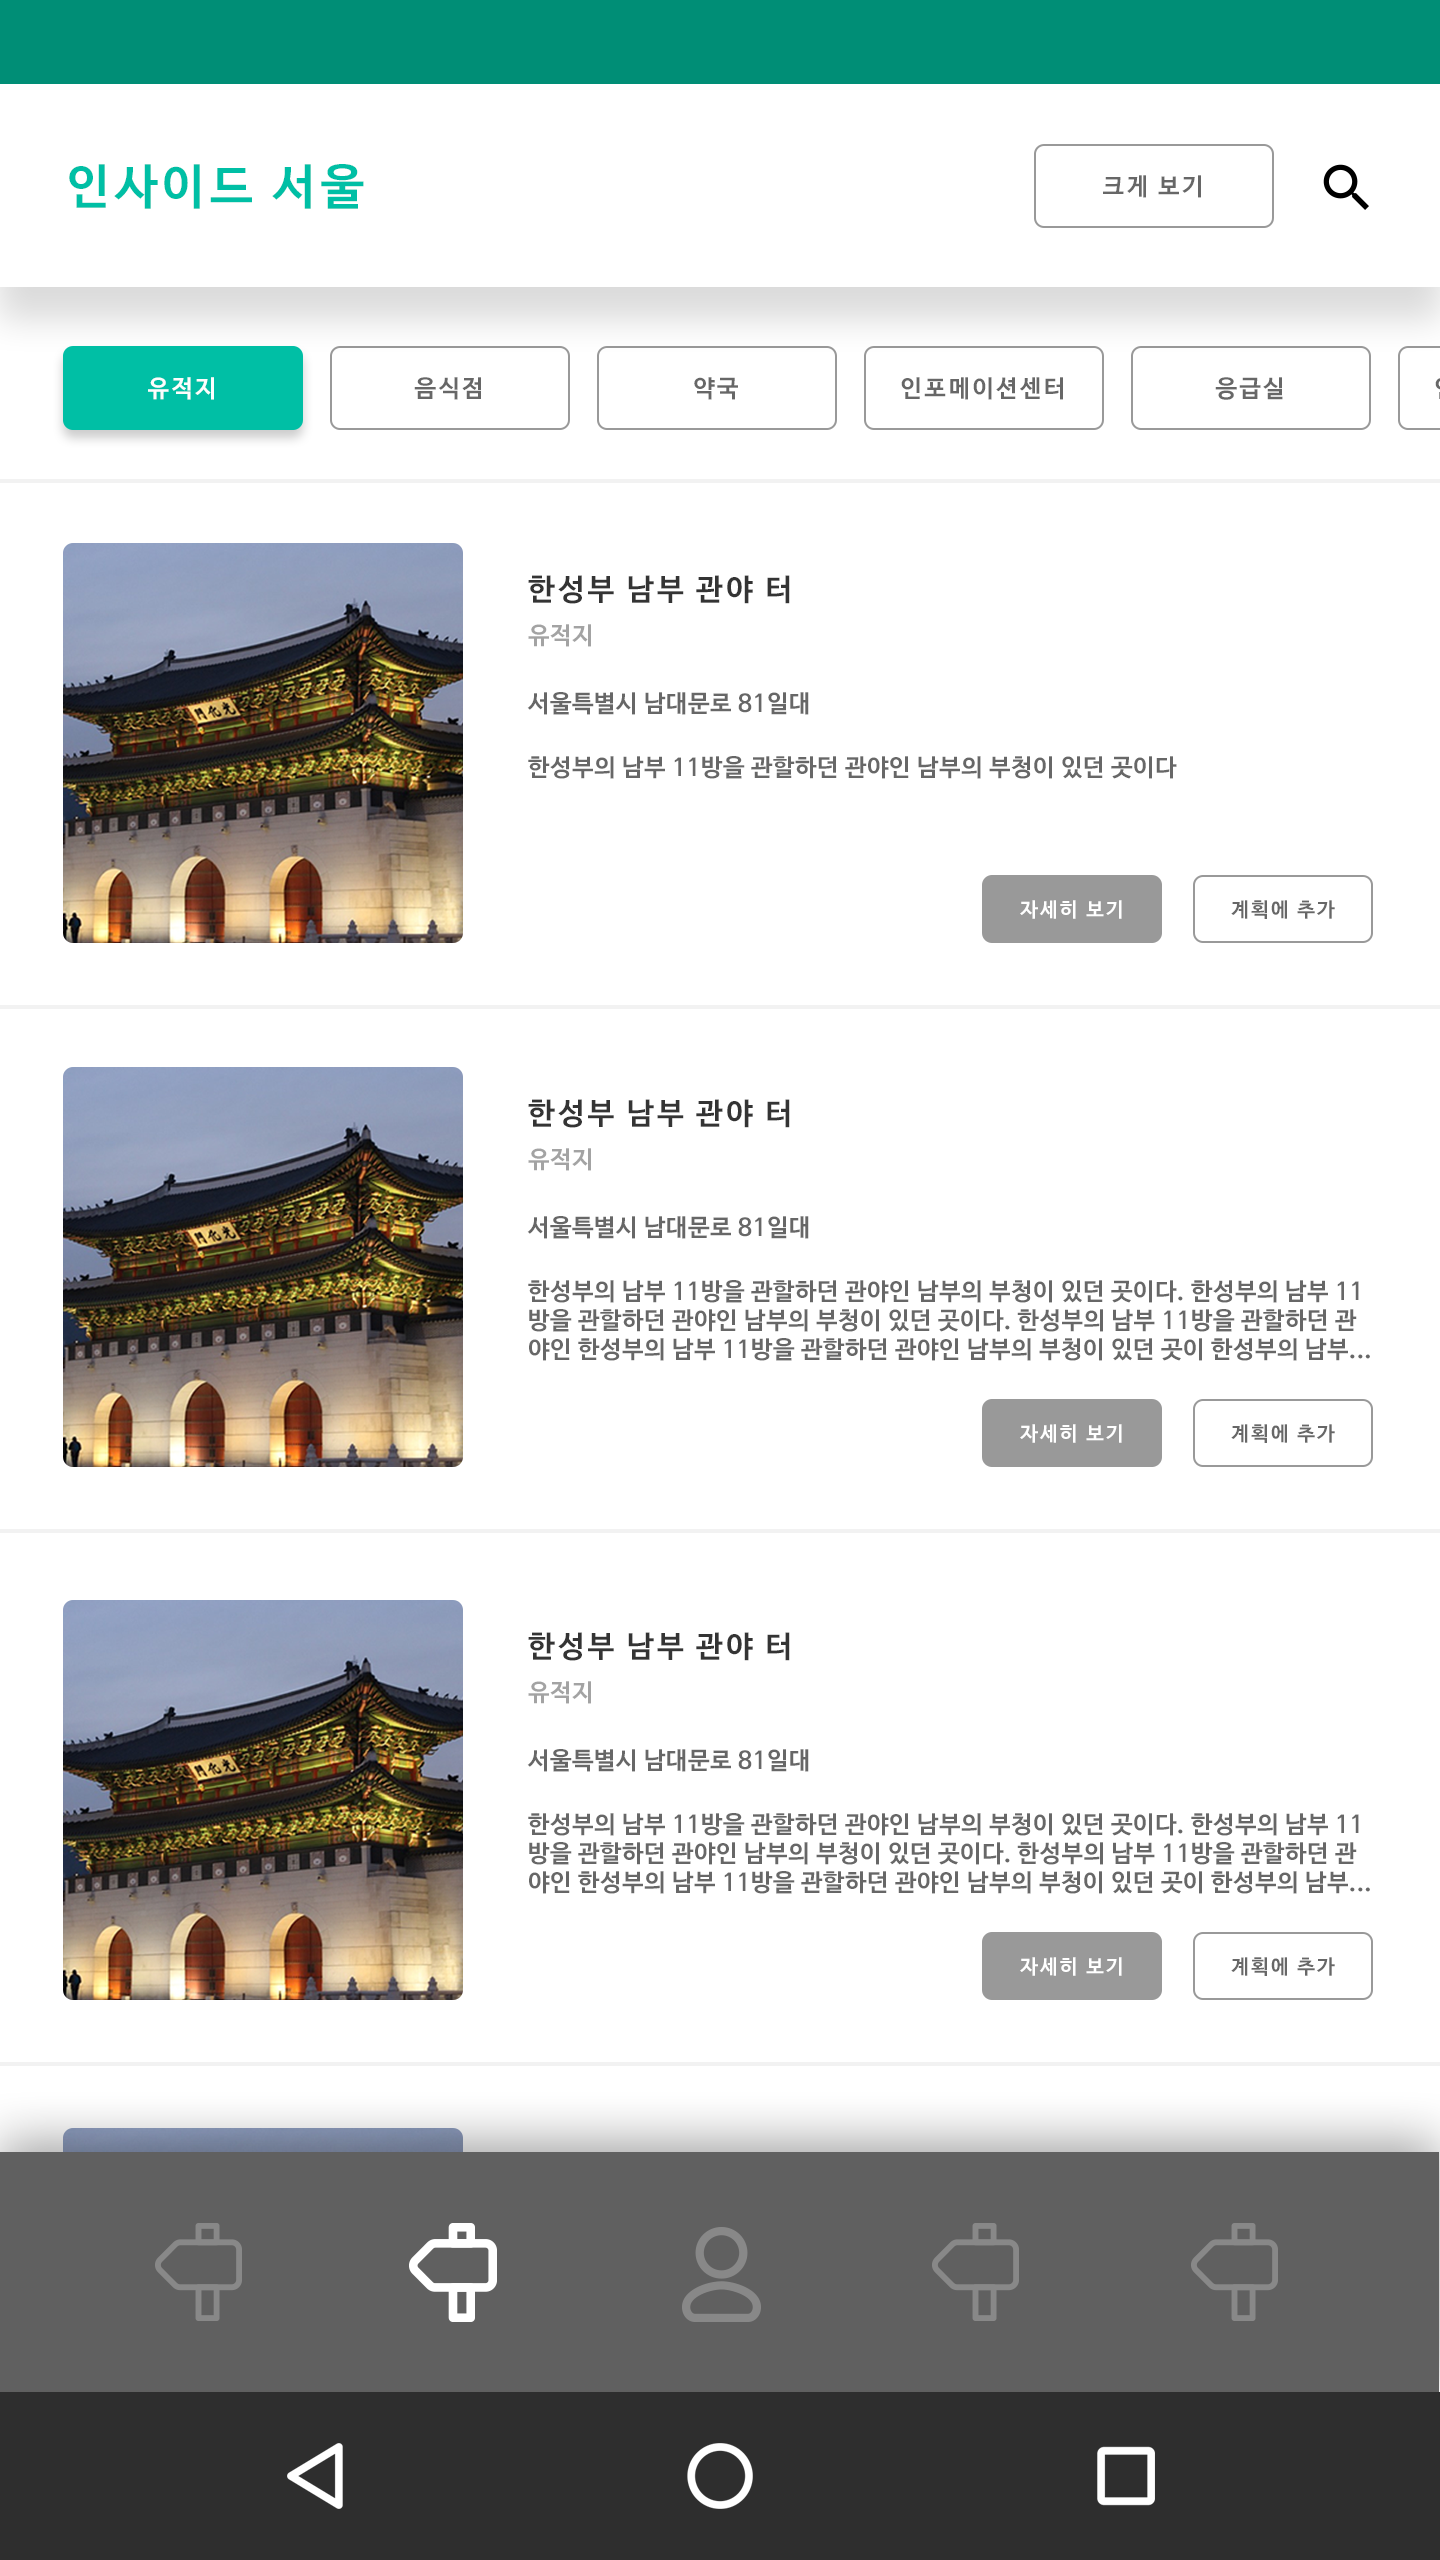 인사이드 서울
크게 보기
유적지
음식점
약국
인포메이션센터
응급실
한성부 남부 관야 터
유적지
서울특별시 남대문로 81일대
한성부의 남부 11방을 관할하던 관야인 남부의 부청이 있던 곳이다
자세히 보기
계획에 추가
한성부 남부 관야 터
유적지
서울특별시 남대문로 81일대
한성부의 남부 11방을 관할하던 관야인 남부의 부청이 있던 곳이다. 한성부의 남부 11
방을 관할하던 관야인 남부의 부청이 있던 곳이다. 한성부의 남부 11방을 관할하던 관
야인 한성부의 남부 11방을 관할하던 관야인 남부의 부청이 있던 곳이 한성부의 남부...
자세히 보기
계획에 추가
한성부 남부 관야 터
유적지
서울특별시 남대문로 81일대
한성부의 남부 11방을 관할하던 관야인 남부의 부청이 있던 곳이다. 한성부의 남부 11
방을 관할하던 관야인 남부의 부청이 있던 곳이다. 한성부의 남부 11방을 관할하던 관
야인 한성부의 남부 11방을 관할하던 관야인 남부의 부청이 있던 곳이 한성부의 남부...
자세히 보기
계획에 추가